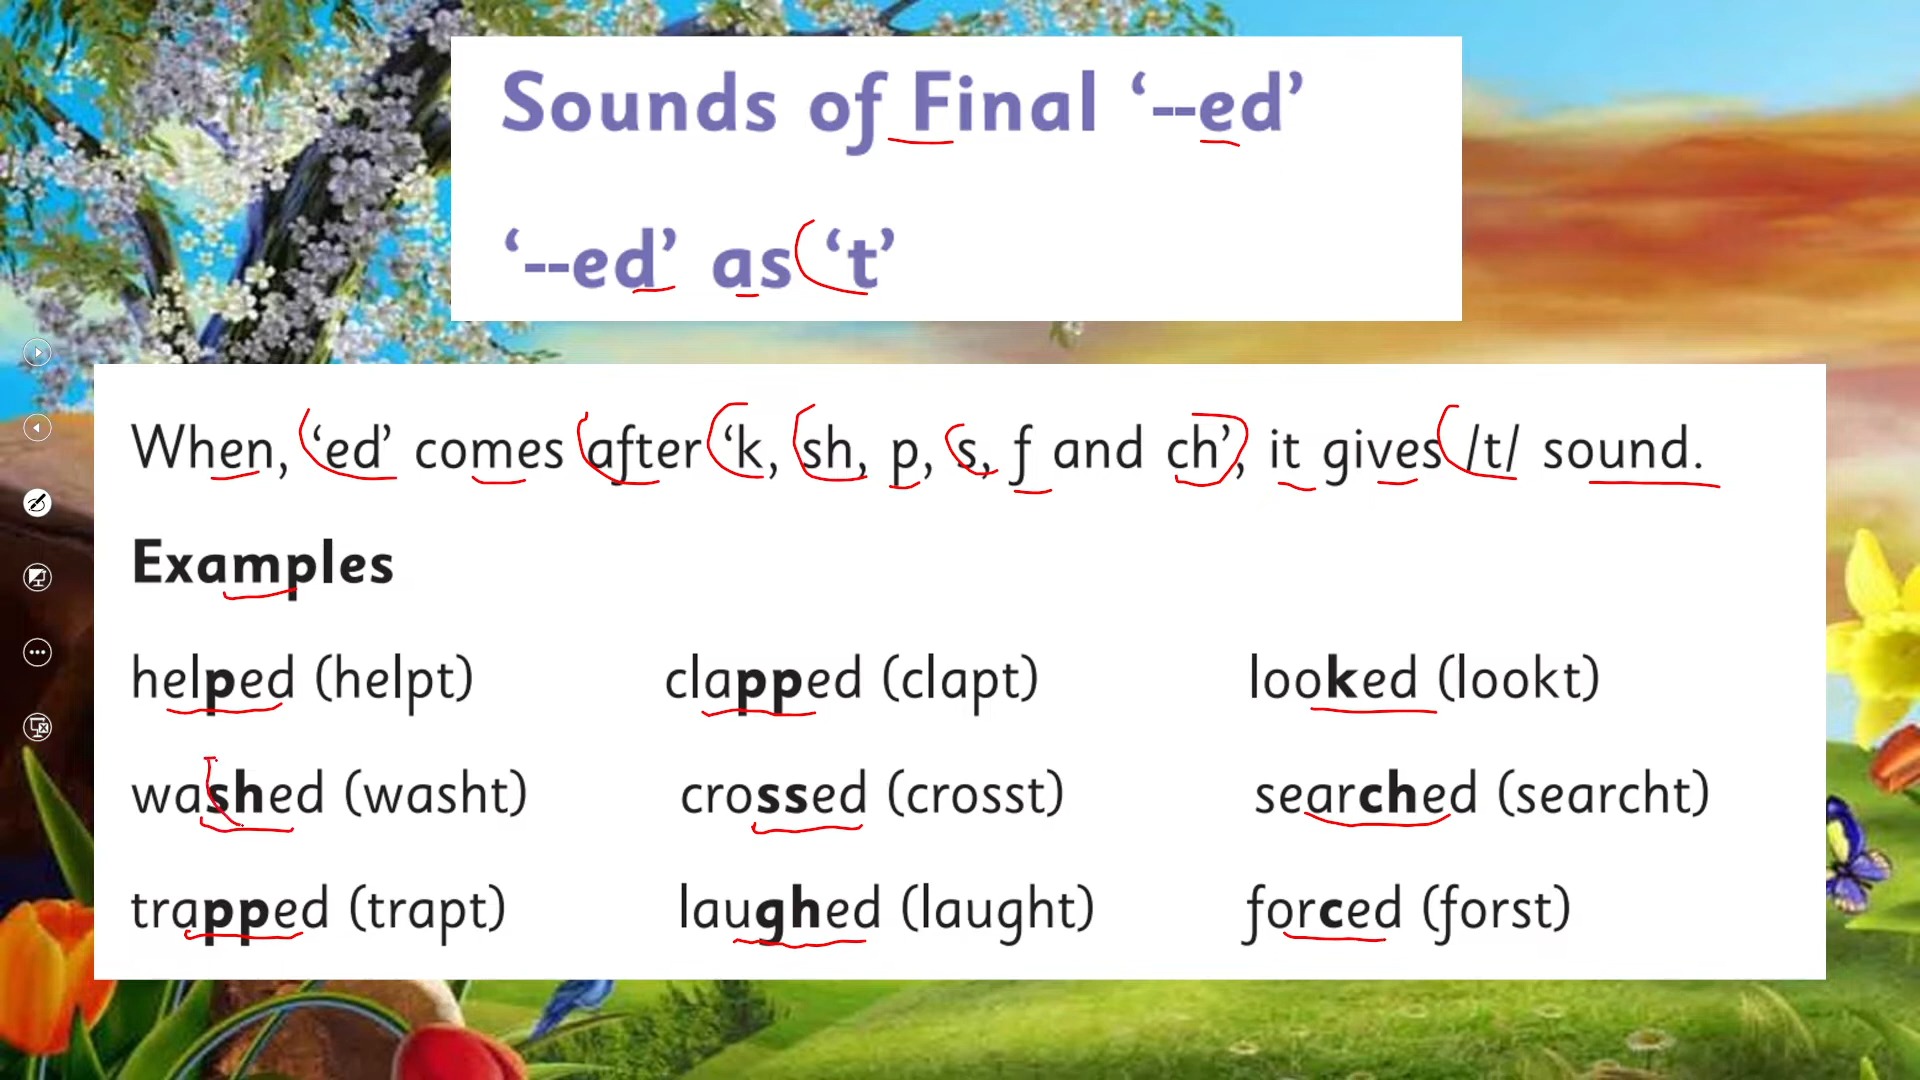 Sounds of Final ‘--ed’
‘--ed’ as ‘t’
When, ‘ed’ comes after ‘k, sh, p, s, f and ch’, it gives /t/ sound.
Examples
helped (helpt) clapped (clapt) looked (lookt)
washed (washt) crossed (crosst) searched (searcht)
trapped (trapt) laughed (laught) forced (forst)